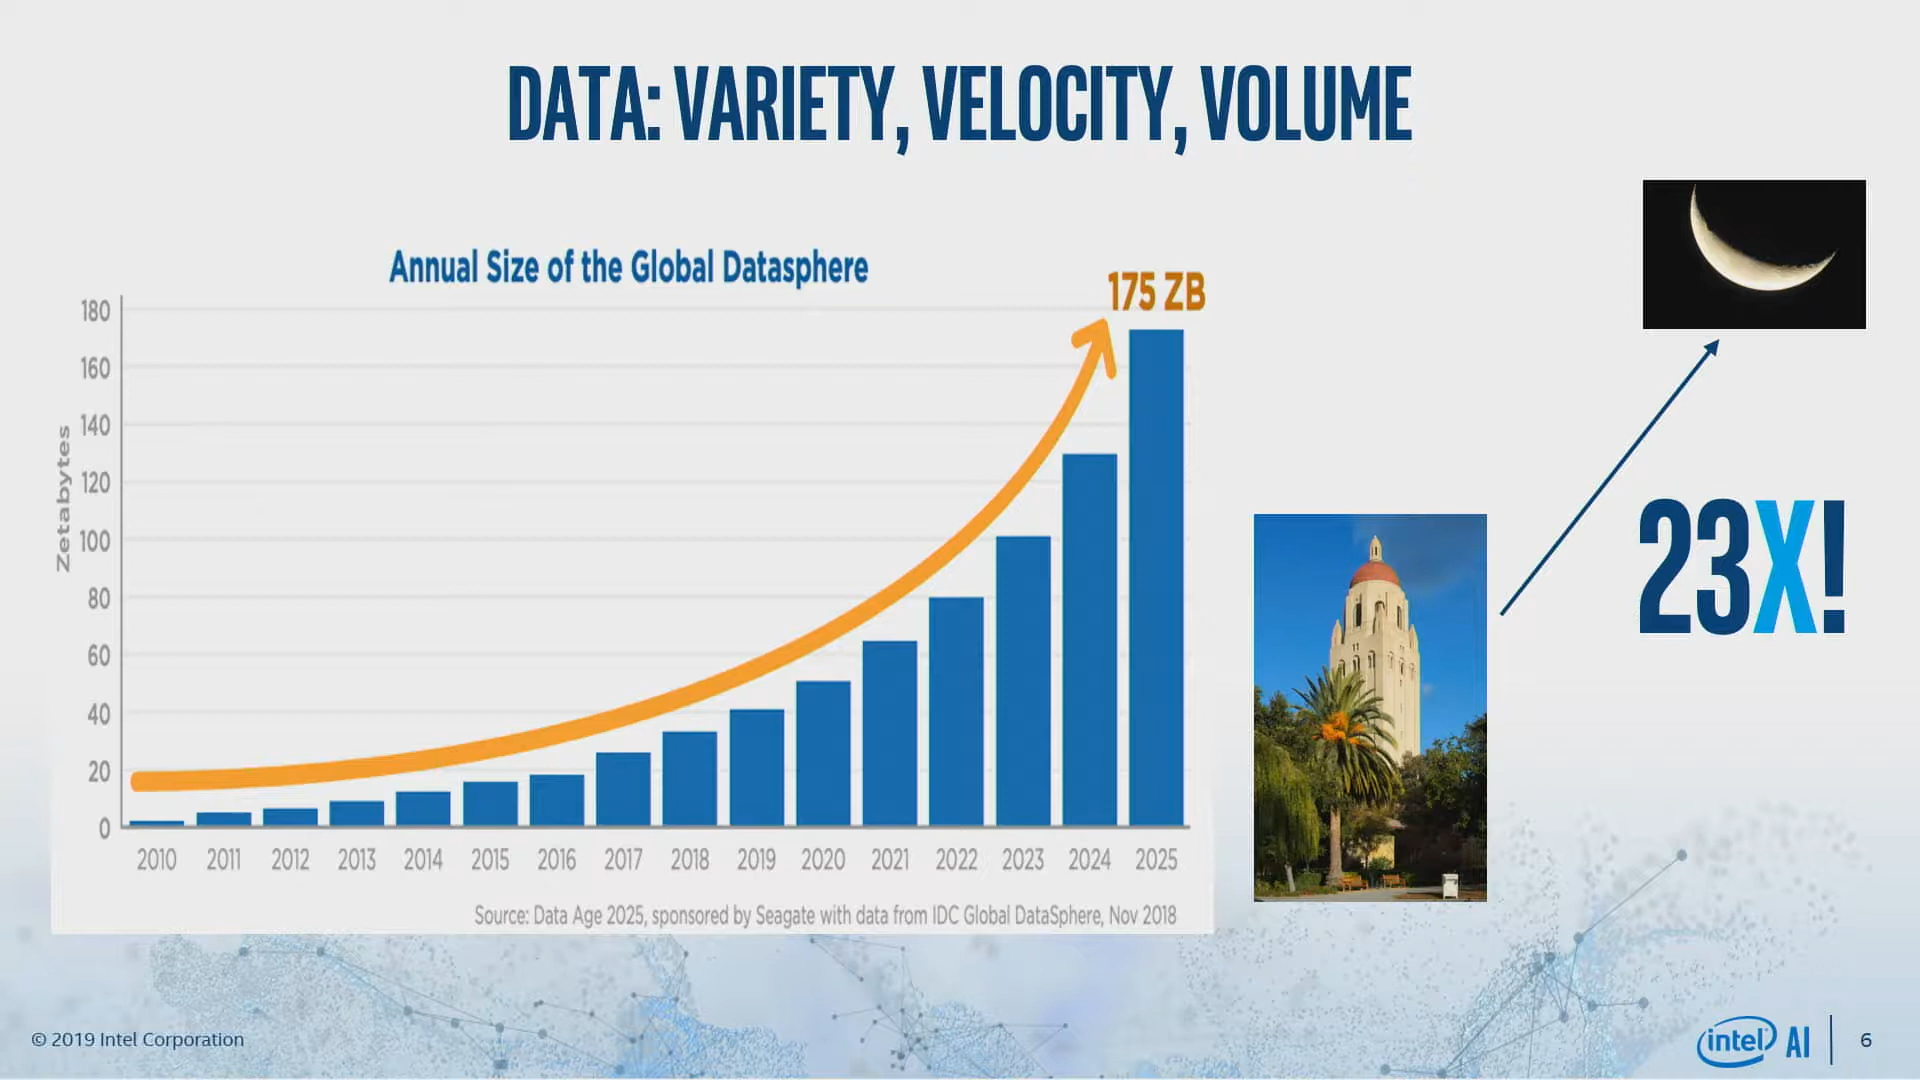 DATA: VARIETY, VELOCITY, VOLUME
Annual Size of the Global Datasphere
175 ZB
Zetabytes
180
160
140
120
100
80
60
40
20
0
2010 2011 2012 2013 2014 2015 2016 2017 2018 2019 2020 2021 2022 2023 2024 2025
Source: Data Age 2025, sponsored by Seagate with data from IDC Global DataSphere, Nov 2018
23X!
© 2019 Intel Corporation
intel AI
6